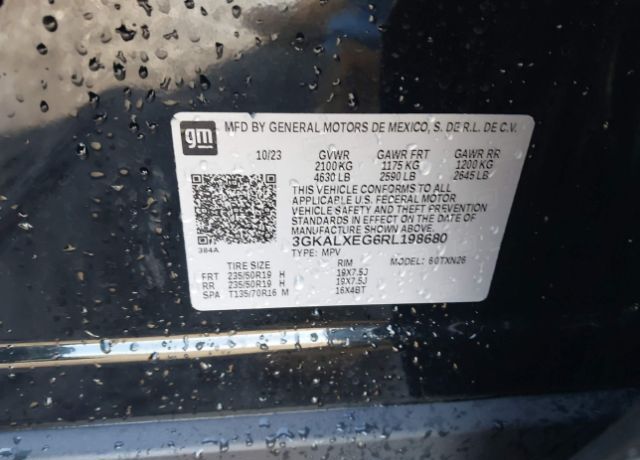 gm
MFD BY GENERAL MOTORS DE MEXICO, S. DE R.L. DE C.V.
10/23 GVWR GAWR FRT GAWR RR
2100 KG 1175 KG 1200 KG
4630 LB 2590 LB 2645 LB
THIS VEHICLE CONFORMS TO ALL
APPLICABLE U.S. FEDERAL MOTOR
VEHICLE SAFETY AND THEFT PREVENTION
STANDARDS IN EFFECT ON THE DATE OF
MANUFACTURE SHOWN ABOVE.
384A 3GKALXEG6RL198680
TYPE: MPV MODEL: 60TXN26
TIRE SIZE RIM
FRT 235/50R19 H 19X7.5J
RR 235/50R19 H 19X7.5J
SPA T135/70R16 M 16X4BT